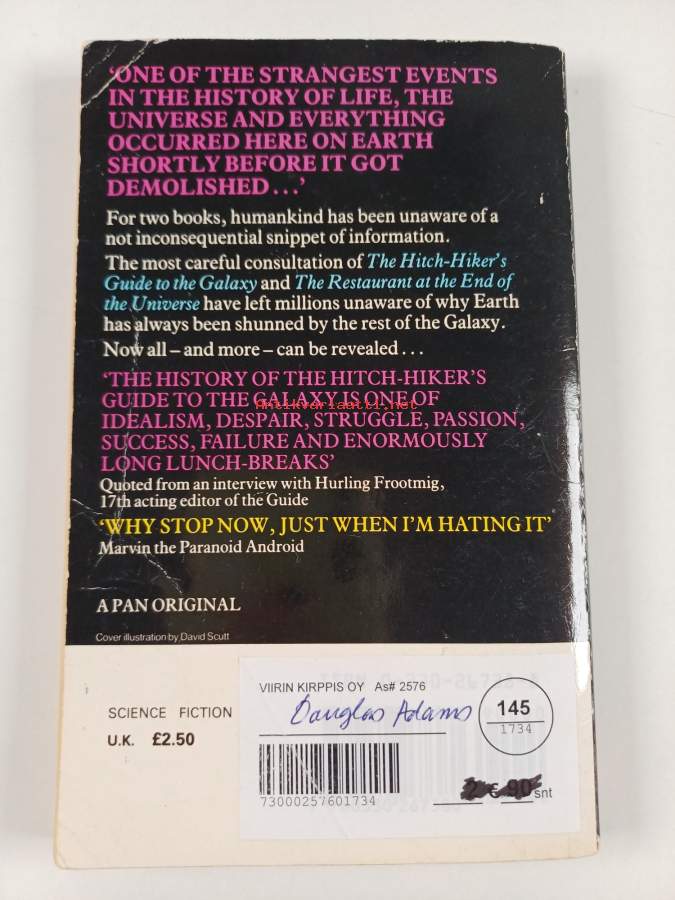 ‘ONE OF THE STRANGEST EVENTS
IN THE HISTORY OF LIFE, THE
UNIVERSE AND EVERYTHING
OCCURRED HERE ON EARTH
SHORTLY BEFORE IT GOT
DEMOLISHED...’
For two books, humankind has been unaware of a
not inconsequential snippet of information.
The most careful consultation of The Hitch-Hiker's
Guide to the Galaxy and The Restaurant at the End of
the Universe have left millions unaware of why Earth
has always been shunned by the rest of the Galaxy.
Now all – and more – can be revealed...
‘THE HISTORY OF THE HITCH-HIKER'S
GUIDE TO THE GALAXY IS ONE OF
Antikvariaatti.net
IDEALISM, DESPAIR, STRUGGLE, PASSION,
SUCCESS, FAILURE AND ENORMOUSLY
LONG LUNCH-BREAKS’
Quoted from an interview with Hurling Frootmig,
17th acting editor of the Guide
‘WHY STOP NOW, JUST WHEN I'M HATING IT’
Marvin the Paranoid Android
A PAN ORIGINAL
Cover illustration by David Scutt
VIIRIN KIRPPIS OY As# 2576
SCIENCE FICTION
Douglas Adams
145
1734
U.K. £2.50
2 € 90 snt
73000257601734